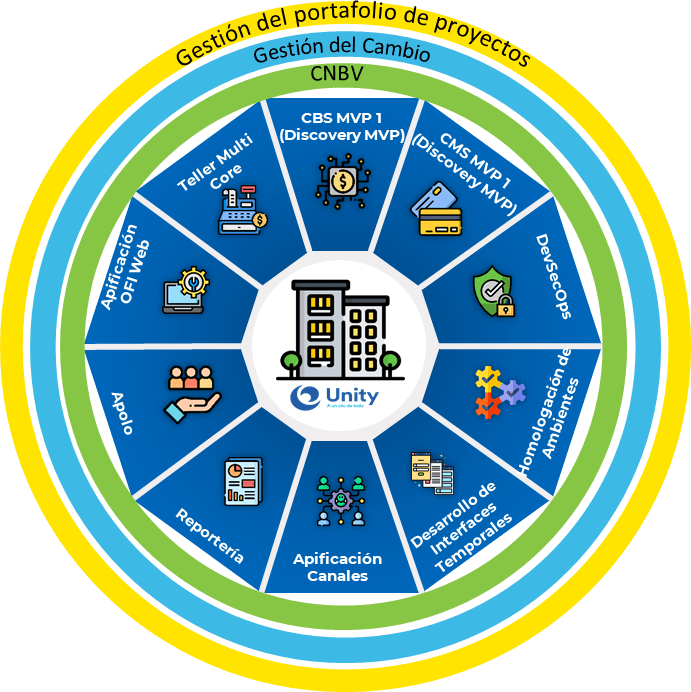 Gestión del portafolio de proyectos
Gestión del Cambio
CNBV
CBS MVP 1
(Discovery MVP)
CMS MVP 1
(Discovery MVP)
DevSecOps
Homologación de
Ambientes
Desarrollo de
Interfaces
Temporales
Apificación
Canales
Reportería
Apolo
Apificación
OFI Web
Teller Multi
Core
Unity